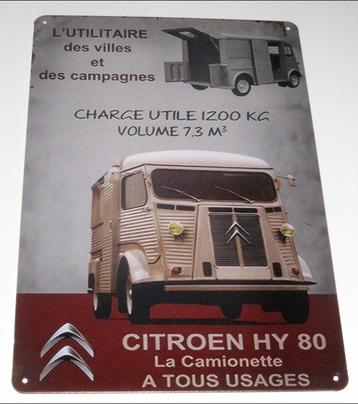 L'UTILITAIRE
des villes
et
des campagnes
CHARGE UTILE 1200 KG
VOLUME 7,3 M³
CITROEN HY 80
La Camionette
A TOUS USAGES